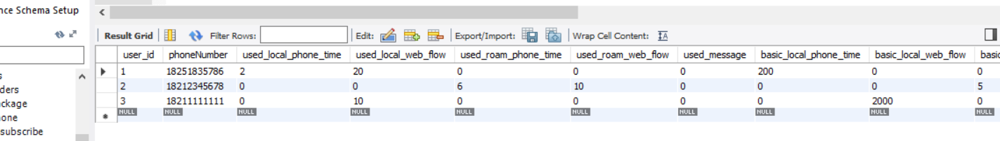 nce Schema Setup
Result Grid Filter Rows: Edit: Export/Import: Wrap Cell Content: IA
user_id phoneNumber used_local_phone_time used_local_web_flow used_roam_phone_time used_roam_web_flow used_message basic_local_phone_time basic_local_web_flow basic
1 18251835786 2 20 0 0 0 200 0 0
ders 2 18212345678 0 0 6 10 0 0 0 5
ackage 3 18211111111 0 10 0 0 0 0 2000 0
one NULL NULL NULL NULL NULL NULL NULL NULL NULL NULL
subscribe